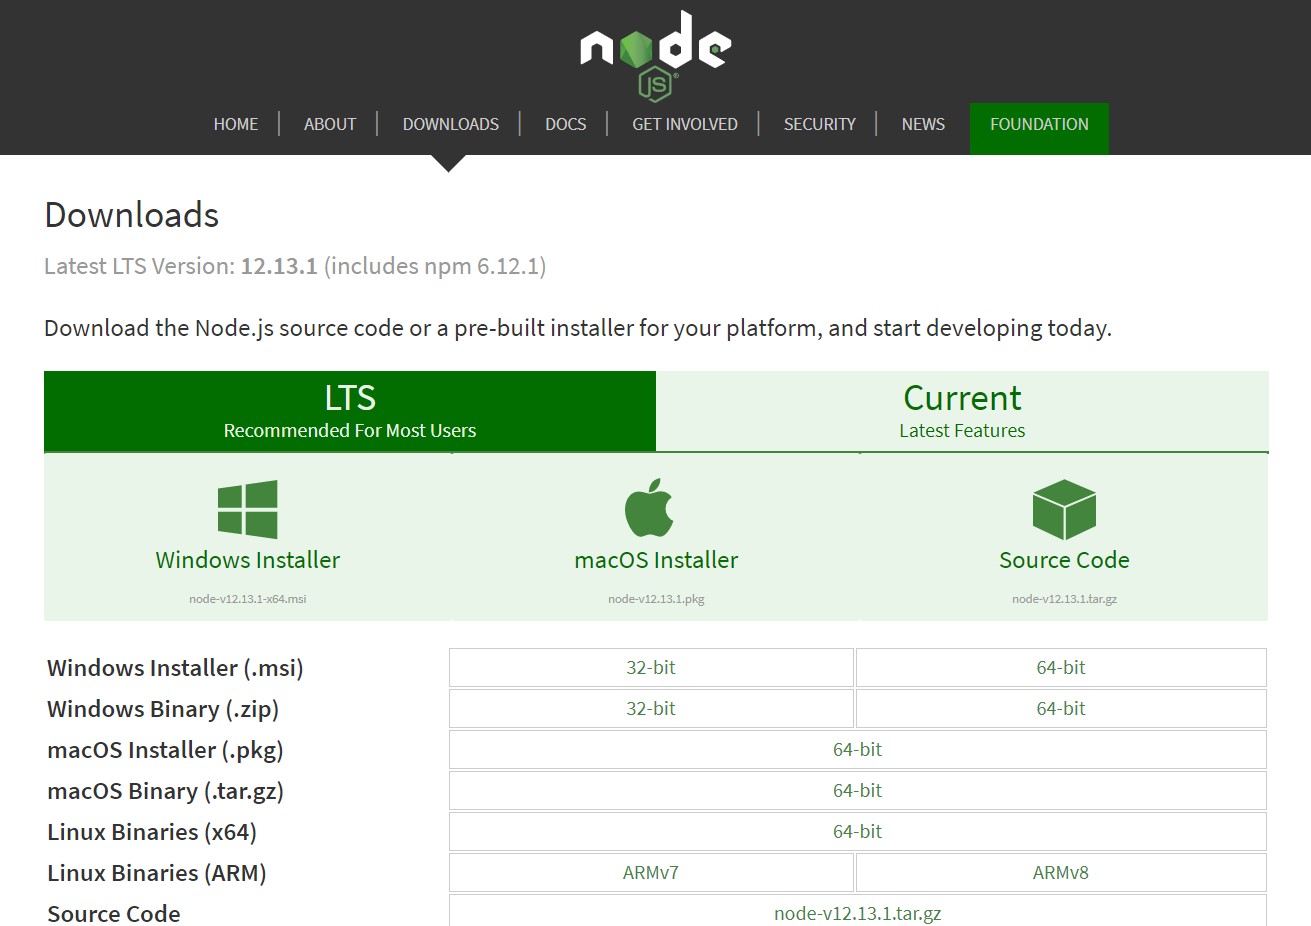 node
JS®
HOME ABOUT DOWNLOADS DOCS GET INVOLVED SECURITY NEWS FOUNDATION
Downloads
Latest LTS Version: 12.13.1 (includes npm 6.12.1)
Download the Node.js source code or a pre-built installer for your platform, and start developing today.
LTS Current
Recommended For Most Users Latest Features
Windows Installer macOS Installer Source Code
node-v12.13.1-x64.msi node-v12.13.1.pkg node-v12.13.1.tar.gz
Windows Installer (.msi) 32-bit 64-bit
Windows Binary (.zip) 32-bit 64-bit
macOS Installer (.pkg) 64-bit
macOS Binary (.tar.gz) 64-bit
Linux Binaries (x64) 64-bit
Linux Binaries (ARM) ARMv7 ARMv8
Source Code node-v12.13.1.tar.gz